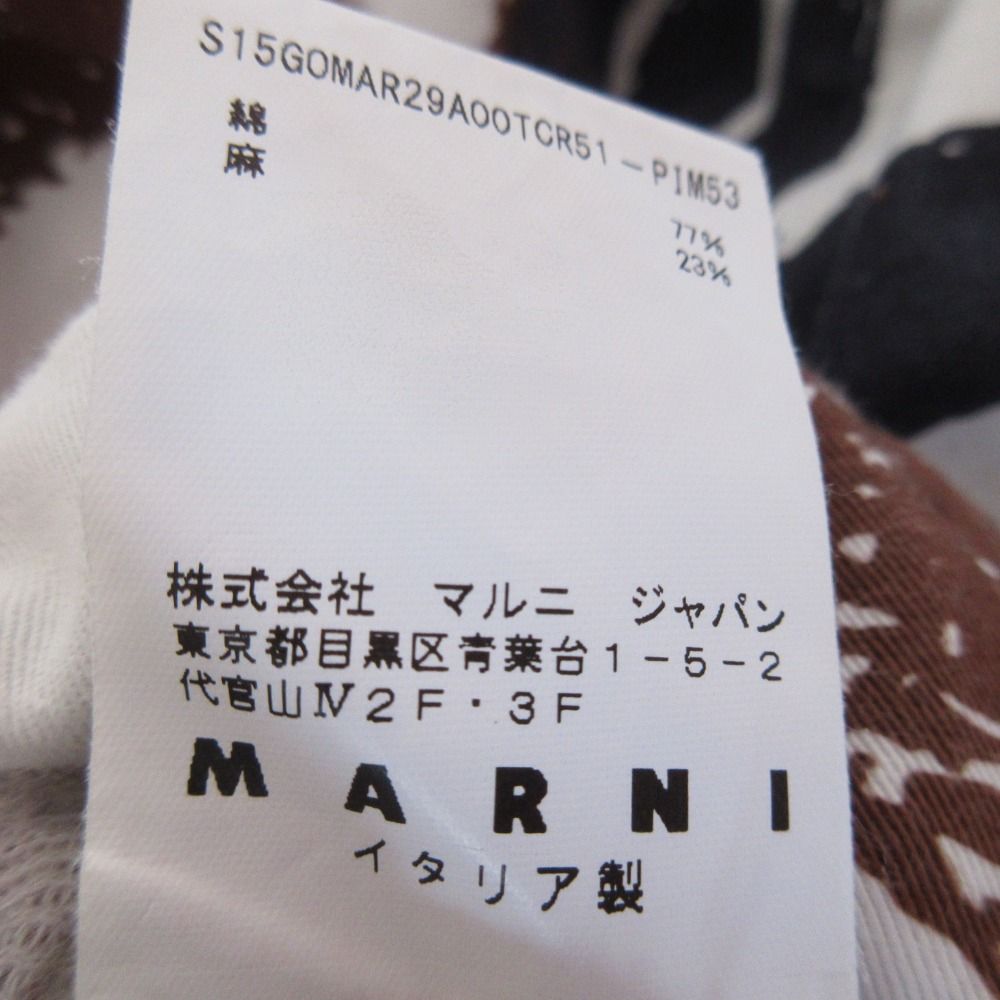 S15GOMAR29A00TCR51-PIM53
綿 77%
麻 23%
株式会社 マルニ ジャパン
東京都目黒区青葉台1-5-2
代官山Ⅳ2F・3F
MARNI
イタリア製